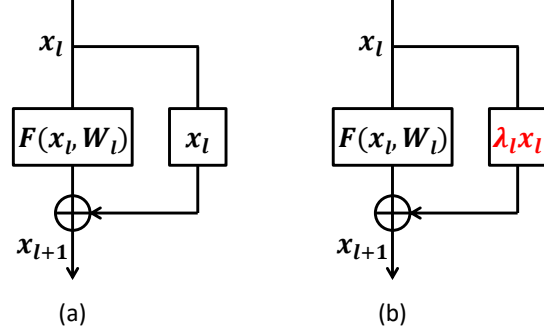 x_l x_l
F(x_l, W_l) x_l F(x_l, W_l) λ_l x_l
x_{l+1} x_{l+1}
(a) (b)